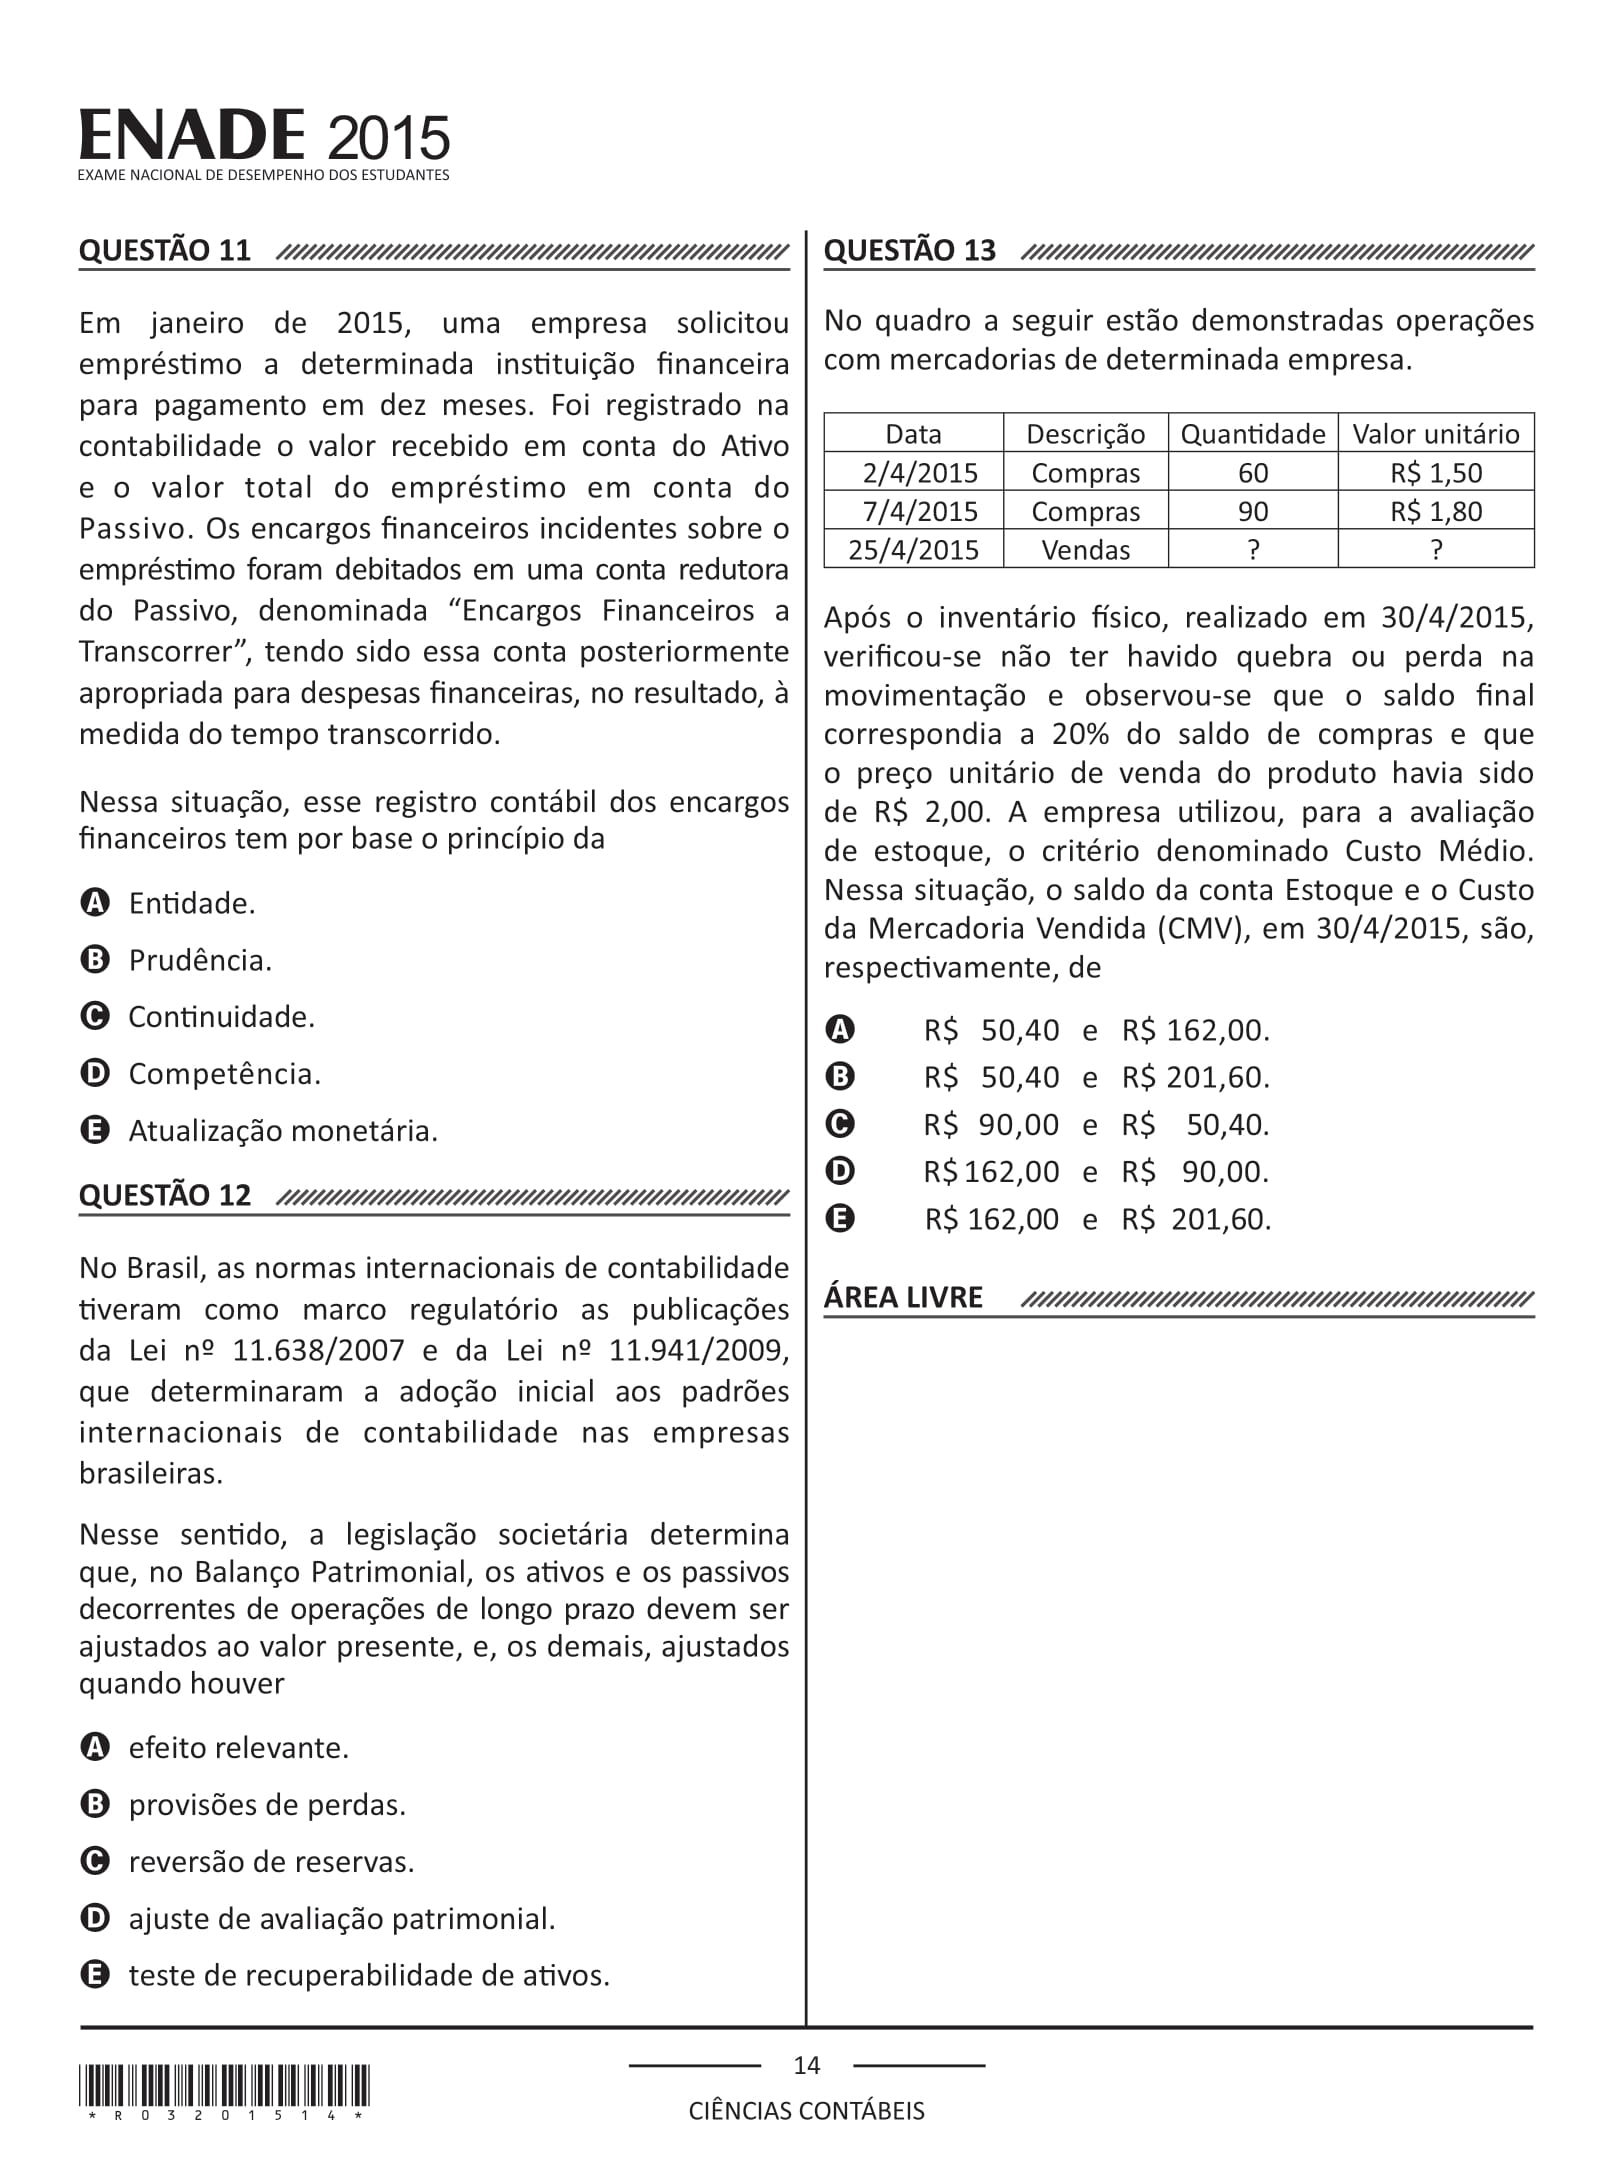 ENADE 2015
EXAME NACIONAL DE DESEMPENHO DOS ESTUDANTES
QUESTÃO 11
Em janeiro de 2015, uma empresa solicitou
empréstimo a determinada instituição financeira
para pagamento em dez meses. Foi registrado na
contabilidade o valor recebido em conta do Ativo
e o valor total do empréstimo em conta do
Passivo. Os encargos financeiros incidentes sobre o
empréstimo foram debitados em uma conta redutora
do Passivo, denominada “Encargos Financeiros a
Transcorrer”, tendo sido essa conta posteriormente
apropriada para despesas financeiras, no resultado, à
medida do tempo transcorrido.
Nessa situação, esse registro contábil dos encargos
financeiros tem por base o princípio da
A Entidade.
B Prudência.
C Continuidade.
D Competência.
E Atualização monetária.
QUESTÃO 12
No Brasil, as normas internacionais de contabilidade
tiveram como marco regulatório as publicações
da Lei nº 11.638/2007 e da Lei nº 11.941/2009,
que determinaram a adoção inicial aos padrões
internacionais de contabilidade nas empresas
brasileiras.
Nesse sentido, a legislação societária determina
que, no Balanço Patrimonial, os ativos e os passivos
decorrentes de operações de longo prazo devem ser
ajustados ao valor presente, e, os demais, ajustados
quando houver
A efeito relevante.
B provisões de perdas.
C reversão de reservas.
D ajuste de avaliação patrimonial.
E teste de recuperabilidade de ativos.
QUESTÃO 13
No quadro a seguir estão demonstradas operações
com mercadorias de determinada empresa.
Data Descrição Quantidade Valor unitário
2/4/2015 Compras 60 R$ 1,50
7/4/2015 Compras 90 R$ 1,80
25/4/2015 Vendas ? ?
Após o inventário físico, realizado em 30/4/2015,
verificou-se não ter havido quebra ou perda na
movimentação e observou-se que o saldo final
correspondia a 20% do saldo de compras e que
o preço unitário de venda do produto havia sido
de R$ 2,00. A empresa utilizou, para a avaliação
de estoque, o critério denominado Custo Médio.
Nessa situação, o saldo da conta Estoque e o Custo
da Mercadoria Vendida (CMV), em 30/4/2015, são,
respectivamente, de
A R$ 50,40 e R$ 162,00.
B R$ 50,40 e R$ 201,60.
C R$ 90,00 e R$ 50,40.
D R$ 162,00 e R$ 90,00.
E R$ 162,00 e R$ 201,60.
ÁREA LIVRE
*R03201514*
14
CIÊNCIAS CONTÁBEIS